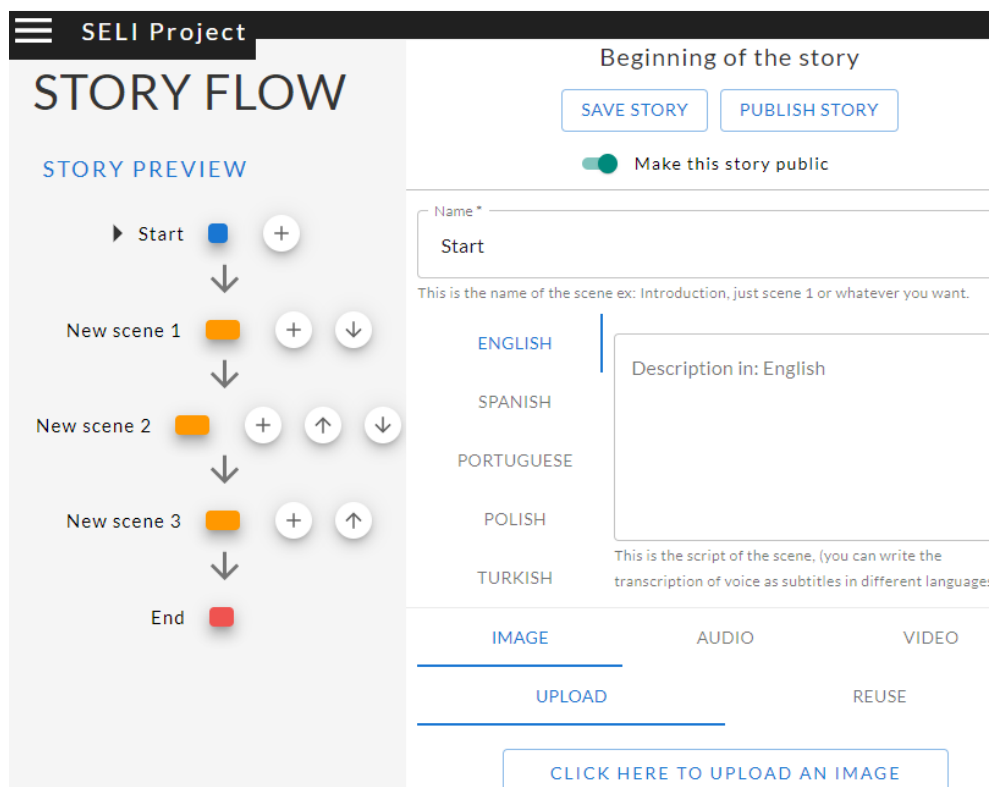 SELI Project
STORY FLOW
STORY PREVIEW
Start
New scene 1
New scene 2
New scene 3
End
Beginning of the story
SAVE STORY
PUBLISH STORY
Make this story public
Name *
Start
This is the name of the scene ex: Introduction, just scene 1 or whatever you want.
ENGLISH
SPANISH
PORTUGUESE
POLISH
TURKISH
Description in: English
This is the script of the scene, (you can write the
transcription of voice as subtitles in different languages
IMAGE
AUDIO
VIDEO
UPLOAD
REUSE
CLICK HERE TO UPLOAD AN IMAGE